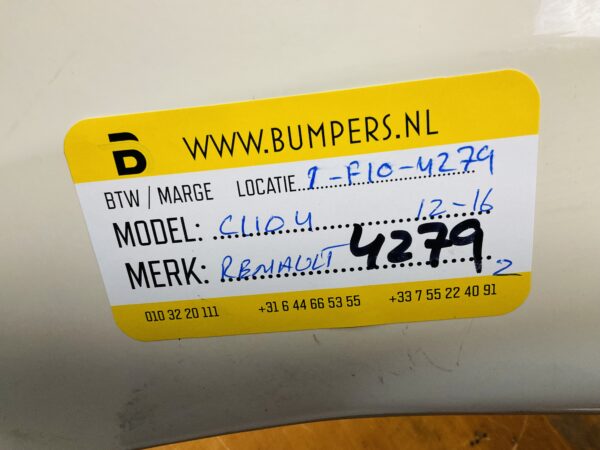 B WWW.BUMPERS.NL
BTW / MARGE LOCATIE 1-F10-4279
MODEL: CLIO 4 12-16
MERK: RENAULT 4279 2
010 32 20 111 +31 6 44 66 53 55 +33 7 55 22 40 91